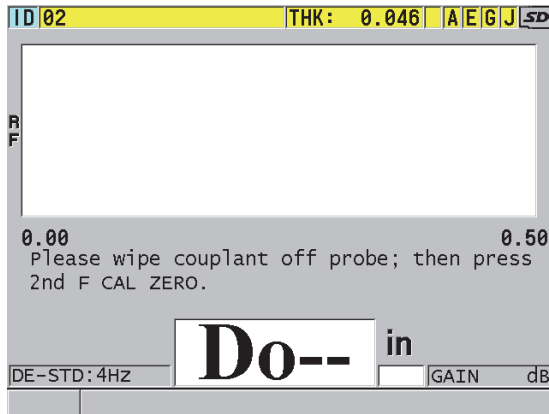 ID 02 THK: 0.046 A E G J SD
RF
0.00 0.50
Please wipe couplant off probe; then press
2nd F CAL ZERO.
Do-- in
DE-STD:4Hz GAIN dB